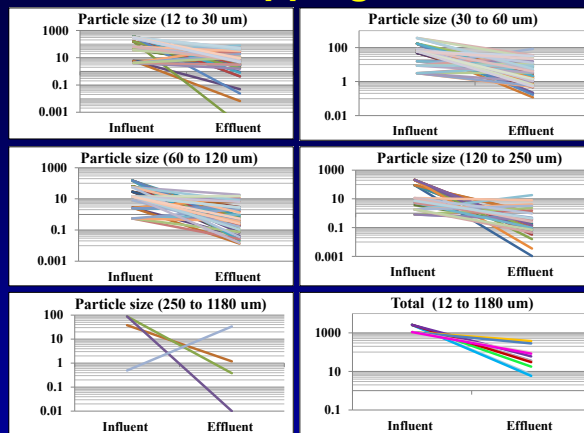 Particle size (12 to 30 um)
1000
10
0.1
0.001
Influent Effluent
Particle size (30 to 60 um)
100
1
0.01
Influent Effluent
Particle size (60 to 120 um)
1000
10
0.1
0.001
Influent Effluent
Particle size (120 to 250 um)
1000
10
0.1
0.001
Influent Effluent
Particle size (250 to 1180 um)
100
10
1
0.1
0.01
Influent Effluent
Total (12 to 1180 um)
1000
10
0.1
Influent Effluent